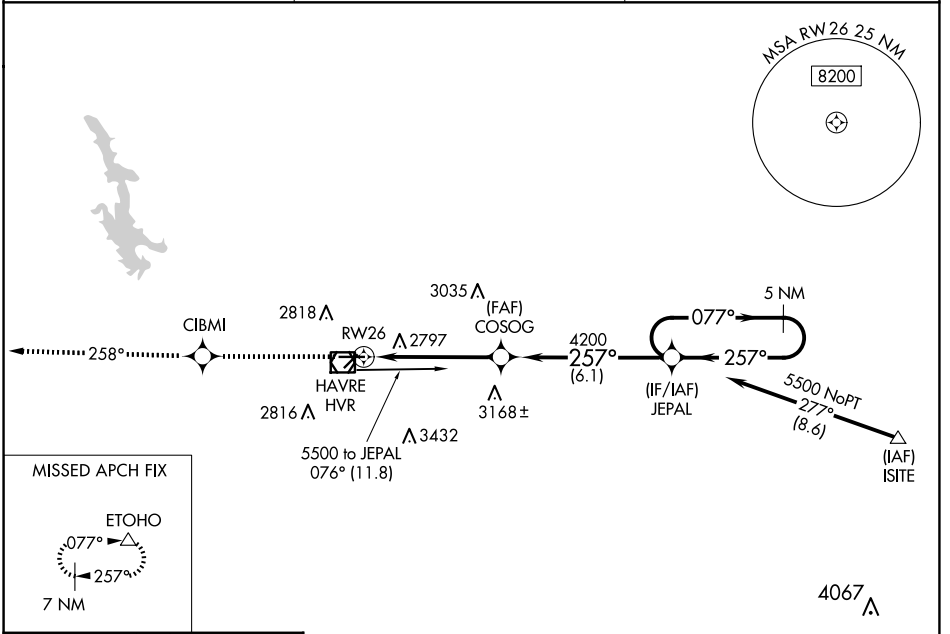 MSA RW26 25 NM
8200
5 NM
3035
(FAF)
COSOG
077°
2818
CIBMI
RW26
2797
4200
257°
(6.1)
257°
258°
HAVRE
HVR
(IF/IAF)
JEPAL
5500 NoPT
277°
(8.6)
2816
3168±
3432
5500 to JEPAL
076° (11.8)
(IAF)
ISITE
MISSED APCH FIX
ETOHO
077°
257°
7 NM
4067